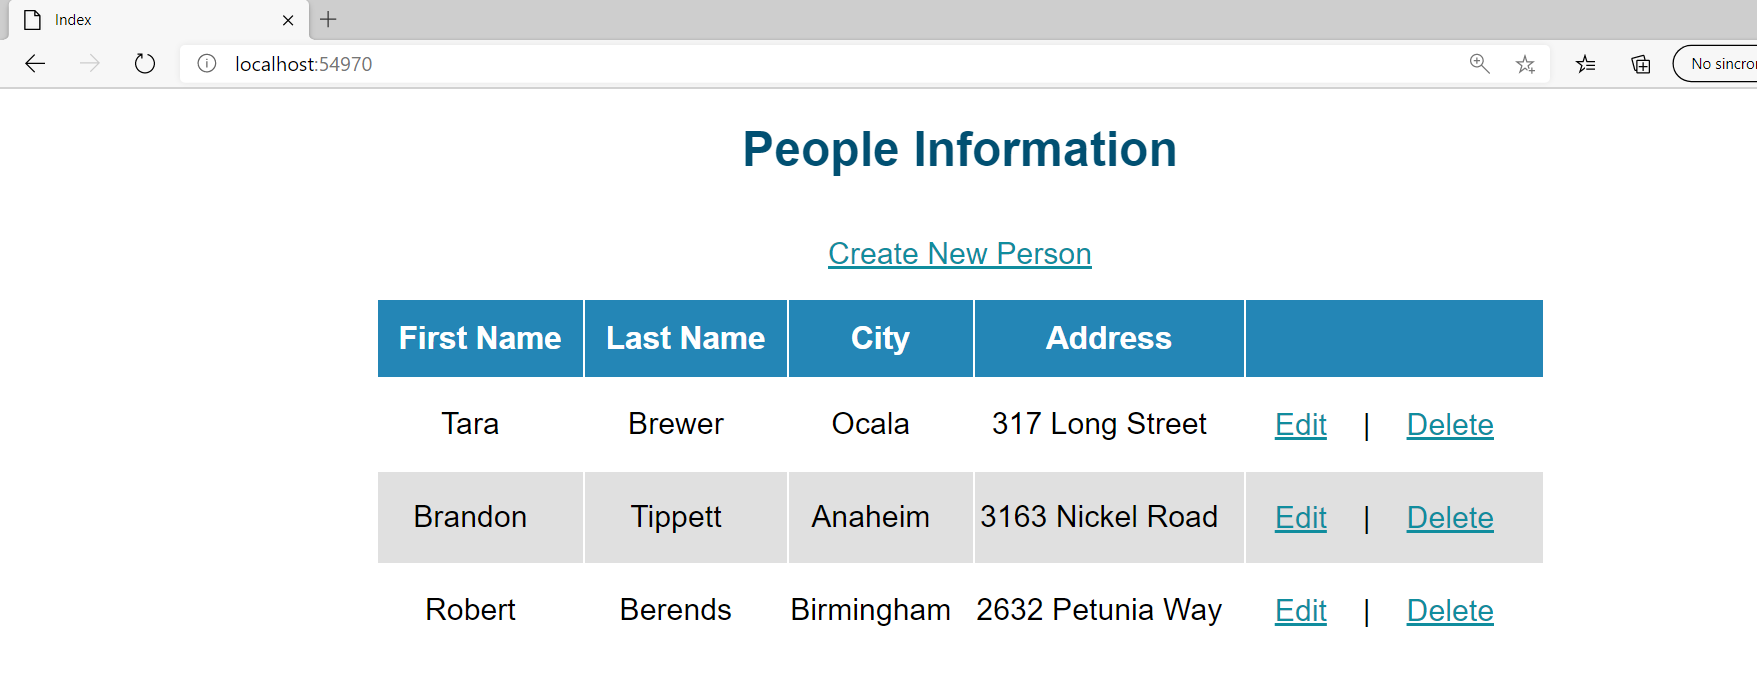 Index
localhost:54970
No sincro
People Information
Create New Person
First Name Last Name City Address
Tara Brewer Ocala 317 Long Street Edit | Delete
Brandon Tippett Anaheim 3163 Nickel Road Edit | Delete
Robert Berends Birmingham 2632 Petunia Way Edit | Delete